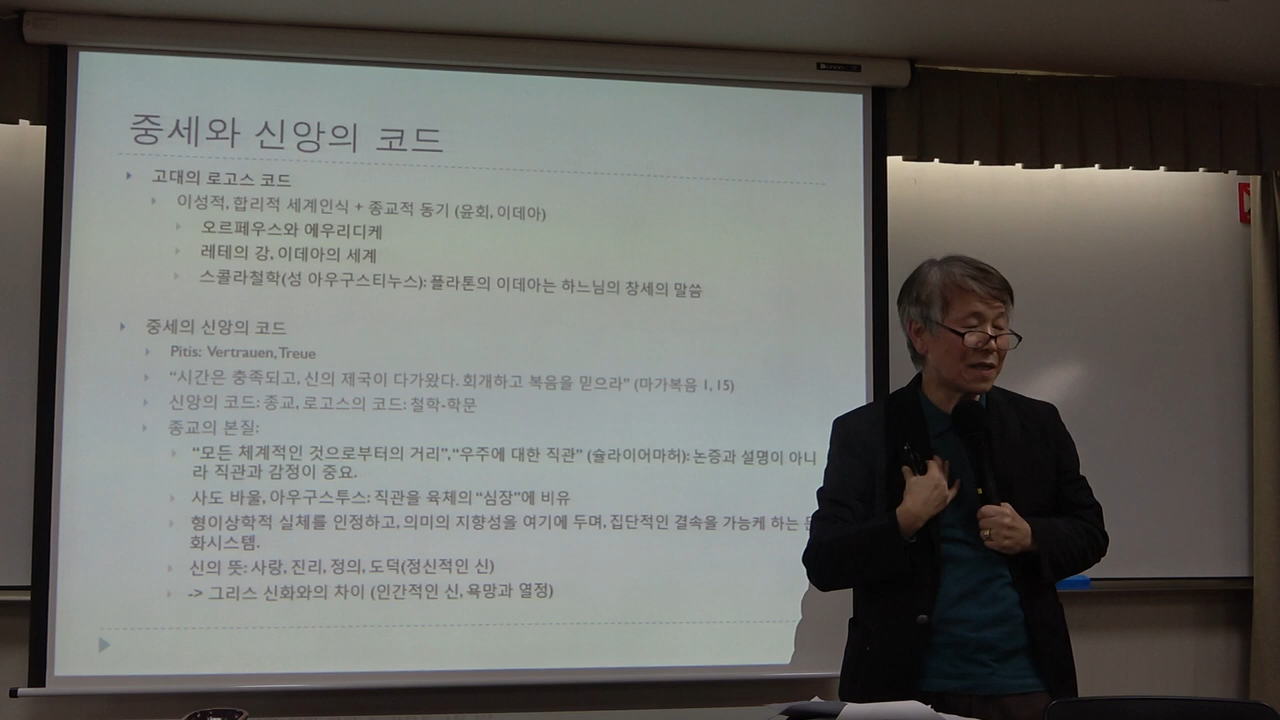 중세와 신앙의 코드
고대의 로고스 코드
이성적, 합리적 세계인식 + 종교적 동기 (윤회, 이데아)
오르페우스와 에우리디케
레테의 강, 이데아의 세계
스콜라철학(성 아우구스티누스): 플라톤의 이데아는 하느님의 창세의 말씀
중세의 신앙의 코드
Pitis: Vertrauen, Treue
“시간은 충족되고, 신의 제국이 다가왔다. 회개하고 복음을 믿으라” (마가복음 1, 15)
신앙의 코드: 종교, 로고스의 코드: 철학-학문
종교의 본질:
“모든 체계적인 것으로부터의 거리”, “우주에 대한 직관” (슐라이어마허): 논증과 설명이 아니
라 직관과 감정이 중요.
사도 바울, 아우구스투스: 직관을 육체의 “심장”에 비유
형이상학적 실체를 인정하고, 의미의 지향성을 여기에 두며, 집단적인 결속을 가능케 하는
화시스템.
신의 뜻: 사랑, 진리, 정의, 도덕(정신적인 신)
-> 그리스 신화와의 차이 (인간적인 신, 욕망과 열정)